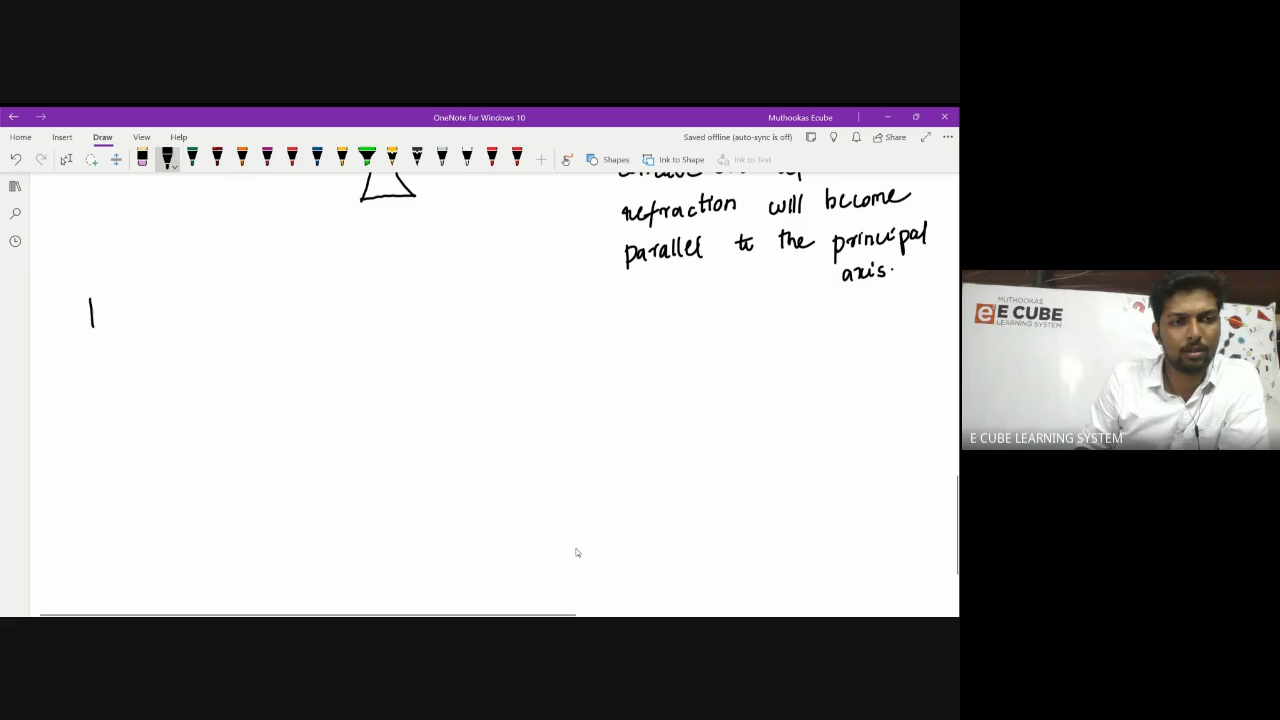 OneNote for Windows 10
Muthookas Ecube
Home
Insert
Draw
View
Help
Saved offline (auto-sync is off)
Share
Shapes
Ink to Shape
Ink to Text
refraction will become
parallel to the principal
axis.
MUTHOOKAS
e E CUBE
LEARNING SYSTEM
E CUBE LEARNING SYSTEM